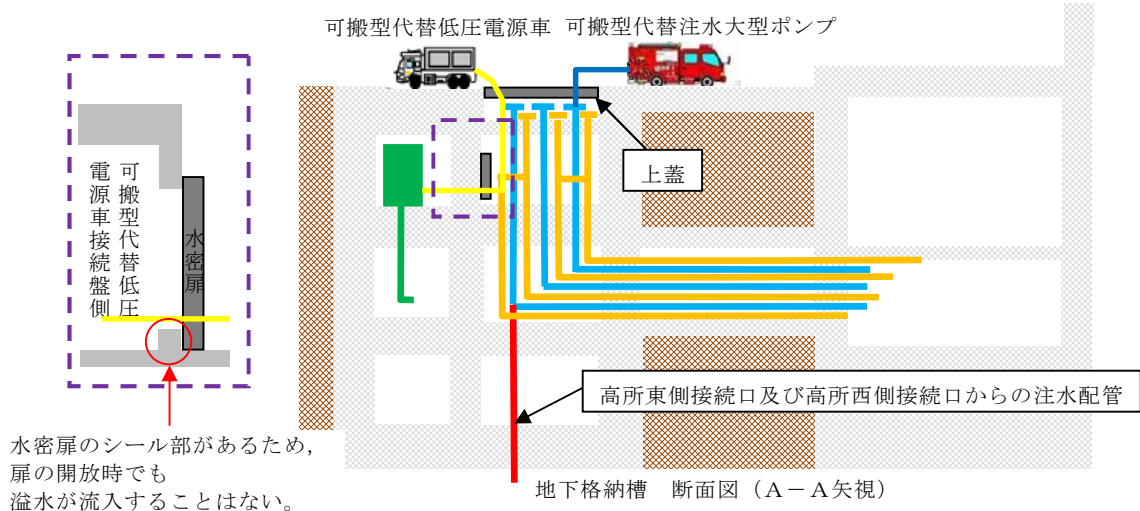 可搬型代替低圧電源車
可搬型代替注水大型ポンプ
上蓋
可搬型代替低圧
電源車接続盤側
水密扉
高所東側接続口及び高所西側接続口からの注水配管
水密扉のシール部があるため,
扉の開放時でも
溢水が流入することはない。
地下格納槽　断面図（A－A矢視）